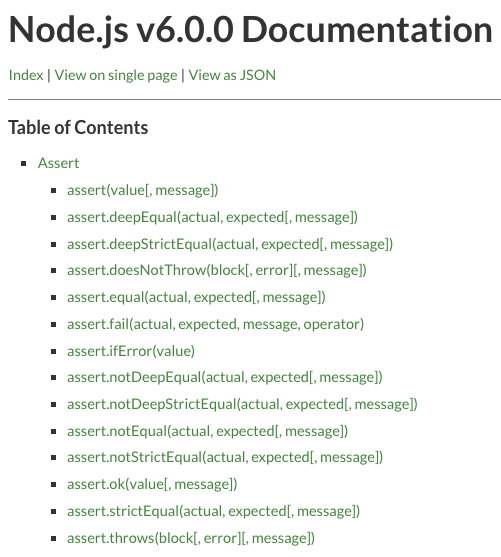 Node.js v6.0.0 Documentation
Index | View on single page | View as JSON
Table of Contents
Assert
assert(value[, message])
assert.deepEqual(actual, expected[, message])
assert.deepStrictEqual(actual, expected[, message])
assert.doesNotThrow(block[, error][, message])
assert.equal(actual, expected[, message])
assert.fail(actual, expected, message, operator)
assert.ifError(value)
assert.notDeepEqual(actual, expected[, message])
assert.notDeepStrictEqual(actual, expected[, message])
assert.notEqual(actual, expected[, message])
assert.notStrictEqual(actual, expected[, message])
assert.ok(value[, message])
assert.strictEqual(actual, expected[, message])
assert.throws(block[, error][, message])